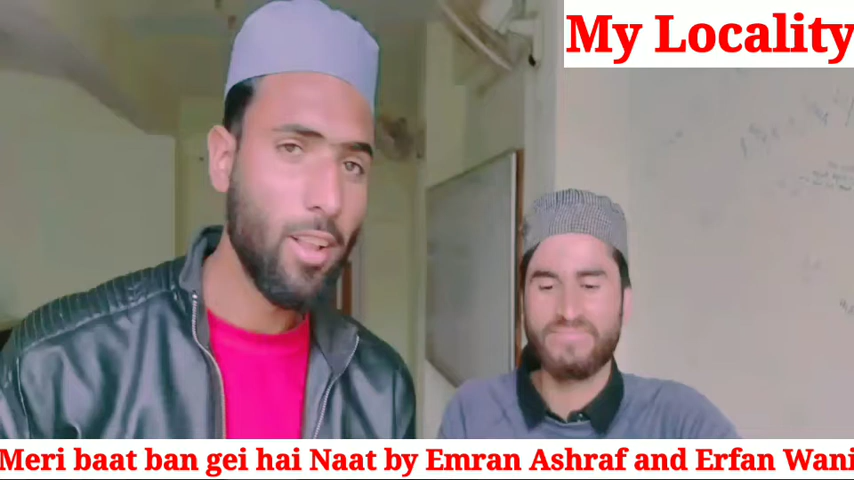 My Locality
Meri baat ban gei hai Naat by Emran Ashraf and Erfan Wani